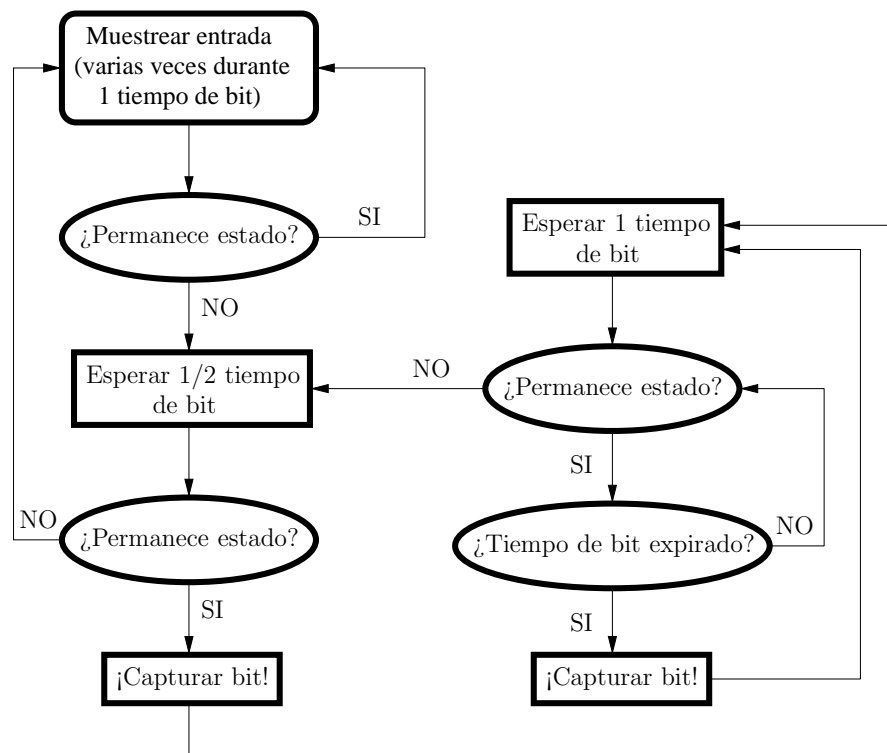 Muestrear entrada
(varias veces durante
1 tiempo de bit)
¿Permanece estado?
SI
NO
Esperar 1/2 tiempo
de bit
¿Permanece estado?
NO
SI
¡Capturar bit!
Esperar 1 tiempo
de bit
¿Permanece estado?
NO
SI
¿Tiempo de bit expirado?
NO
SI
¡Capturar bit!